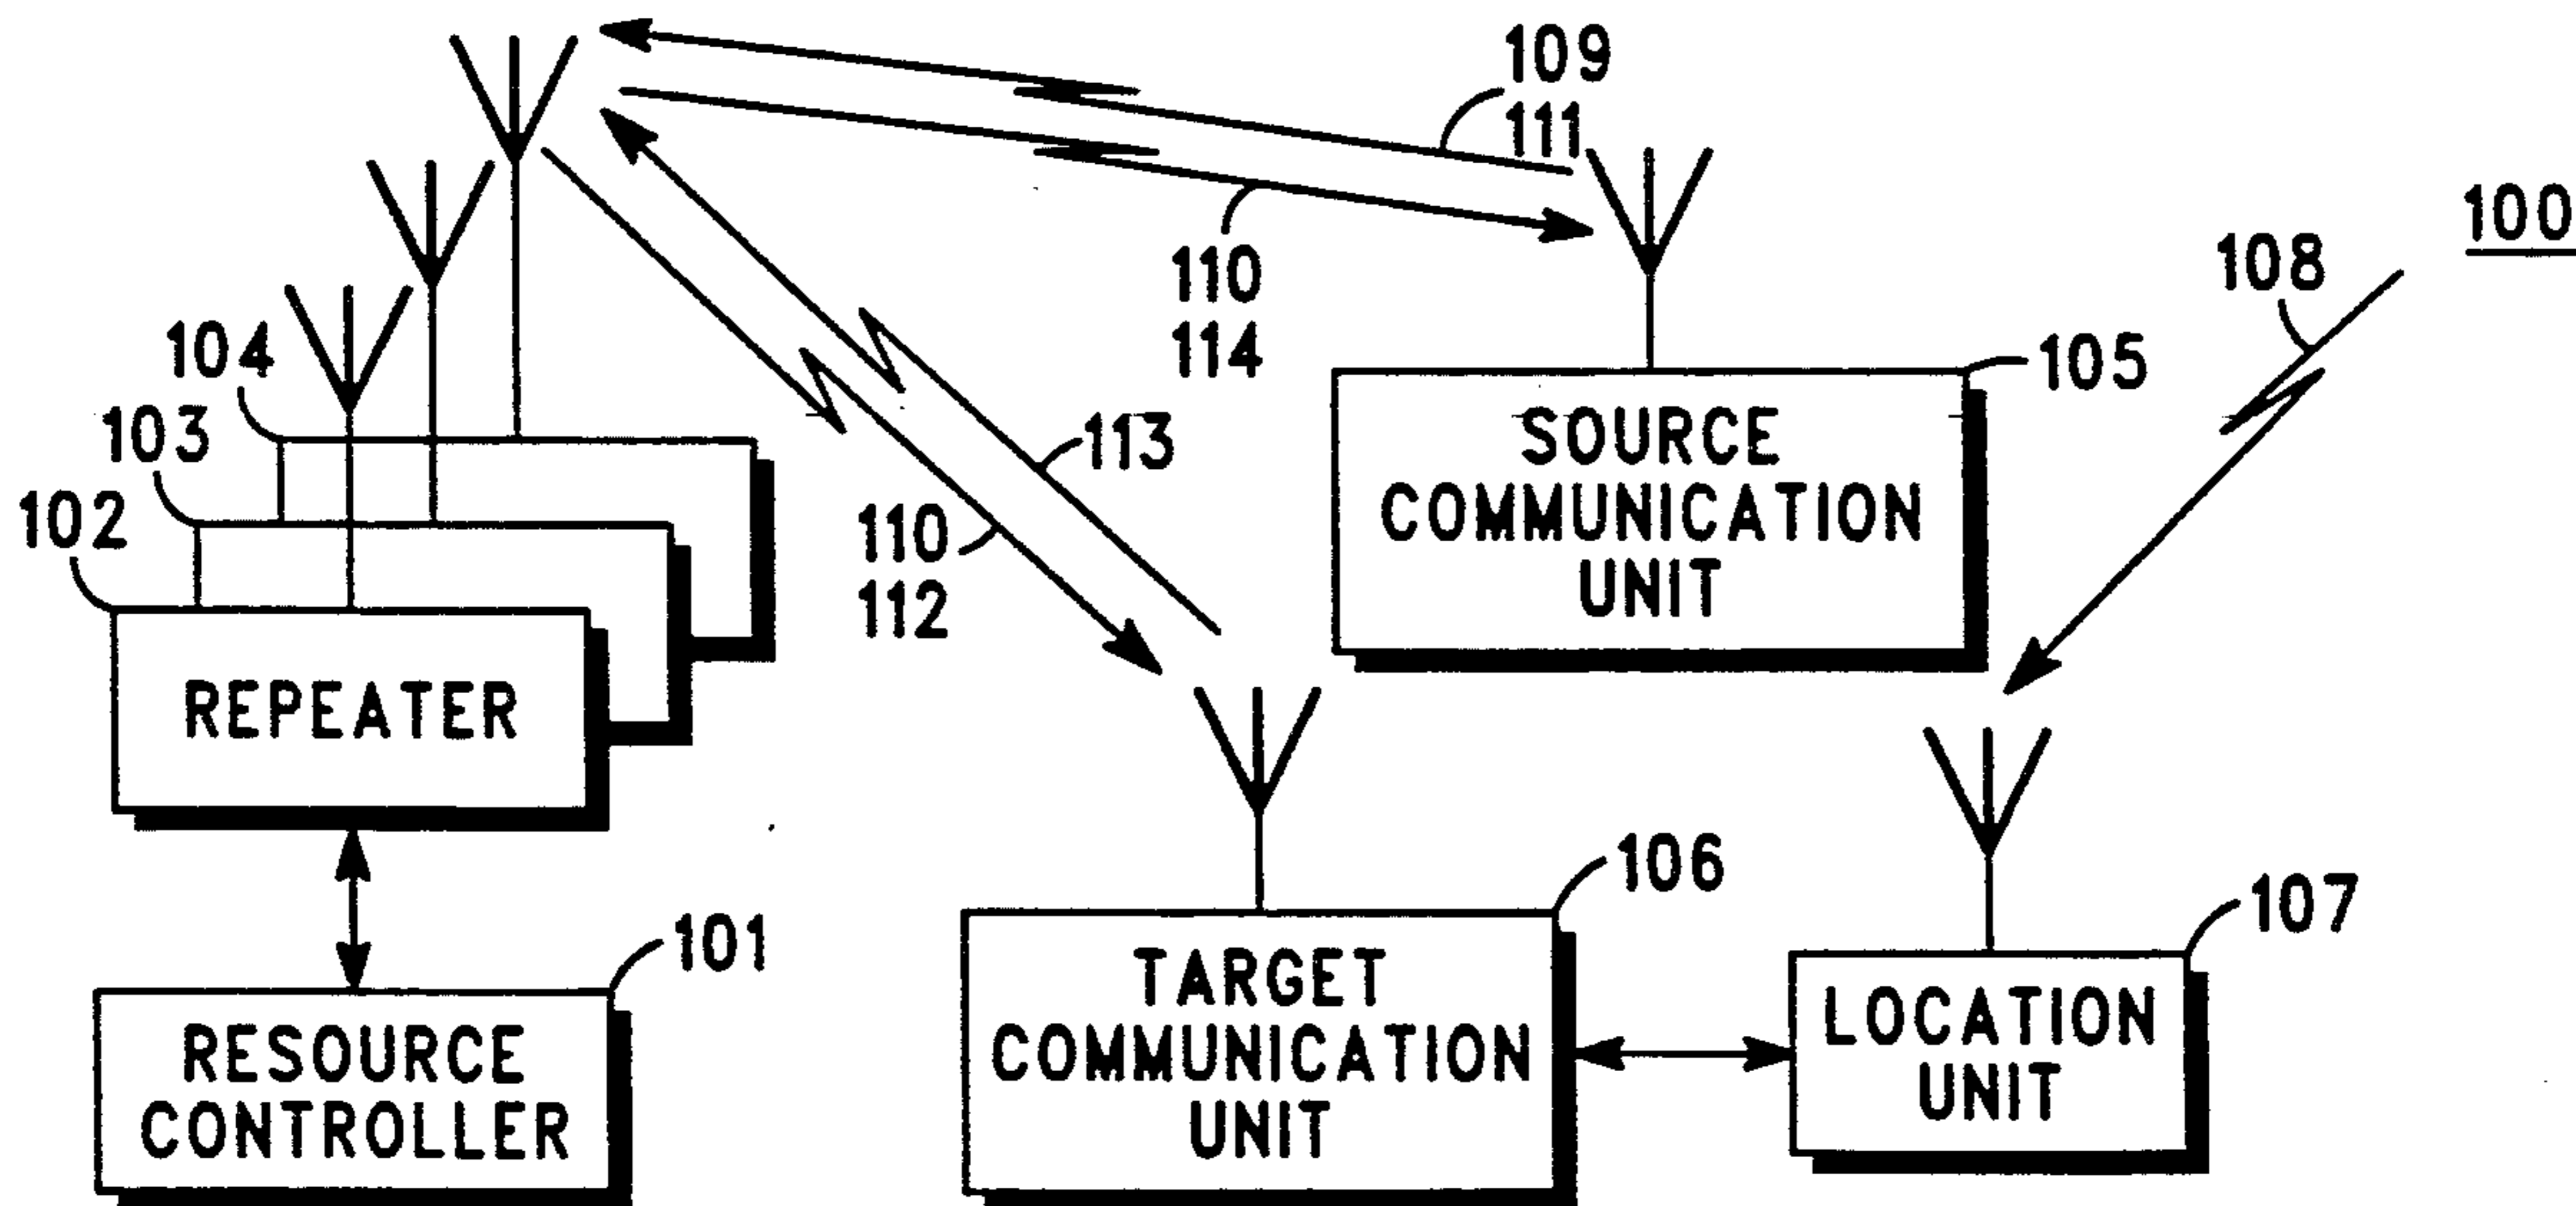 109
111
100
108
110
114
104
105
103
113
SOURCE
COMMUNICATION
UNIT
102
110
112
REPEATER
106
107
101
TARGET
COMMUNICATION
UNIT
LOCATION
UNIT
RESOURCE
CONTROLLER